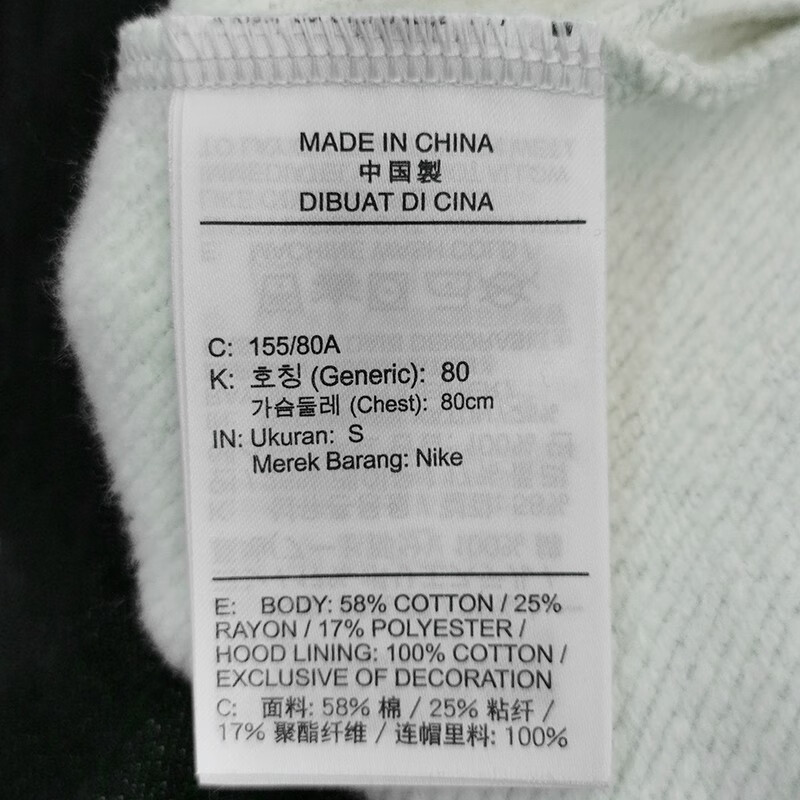 MADE IN CHINA
中国製
DIBUAT DI CINA
C: 155/80A
K: 호칭 (Generic): 80
가슴둘레 (Chest): 80cm
IN: Ukuran: S
Merek Barang: Nike
E: BODY: 58% COTTON / 25%
RAYON / 17% POLYESTER /
HOOD LINING: 100% COTTON /
EXCLUSIVE OF DECORATION
C: 面料: 58% 棉 / 25% 粘纤 /
17% 聚酯纤维 / 连帽里料: 100%